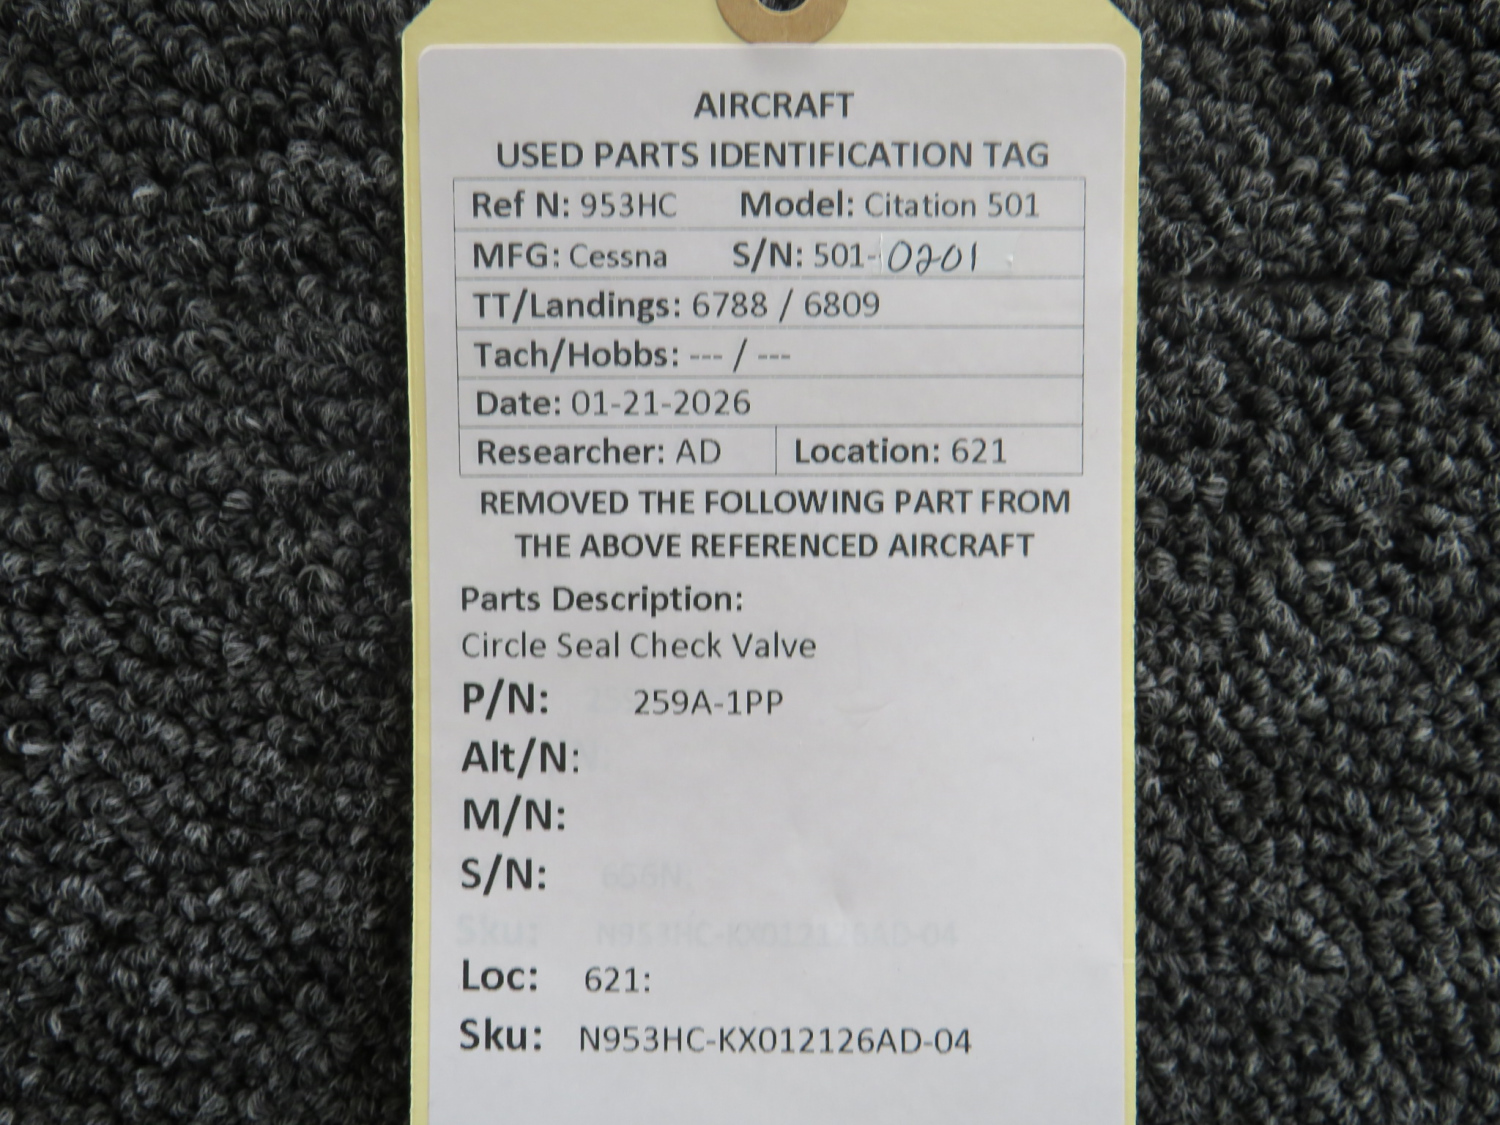 AIRCRAFT
USED PARTS IDENTIFICATION TAG
Ref N: 953HC Model: Citation 501
MFG: Cessna S/N: 501-0201
TT/Landings: 6788 / 6809
Tach/Hobbs: --- / ---
Date: 01-21-2026
Researcher: AD Location: 621
REMOVED THE FOLLOWING PART FROM
THE ABOVE REFERENCED AIRCRAFT
Parts Description:
Circle Seal Check Valve
P/N: 259A-1PP
Alt/N:
M/N:
S/N:
Loc: 621:
Sku: N953HC-KX012126AD-04